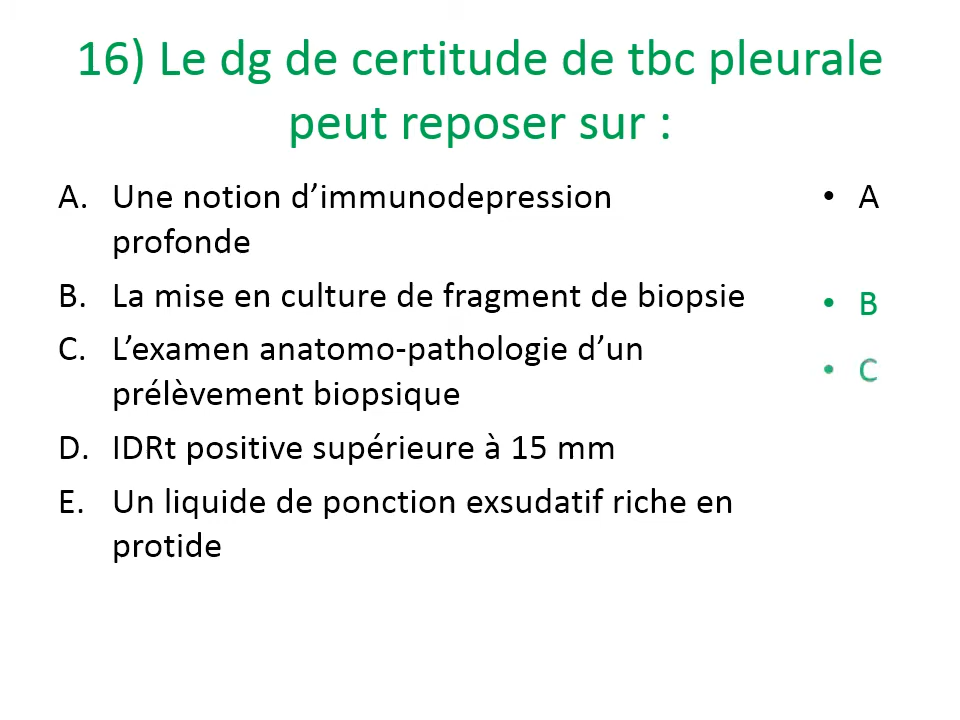 16) Le dg de certitude de tbc pleurale
peut reposer sur :
A. Une notion d’immunodepression
profonde
B. La mise en culture de fragment de biopsie
C. L’examen anatomo-pathologie d’un
prélèvement biopsique
D. IDRt positive supérieure à 15 mm
E. Un liquide de ponction exsudatif riche en
protide
• A
• B
• C